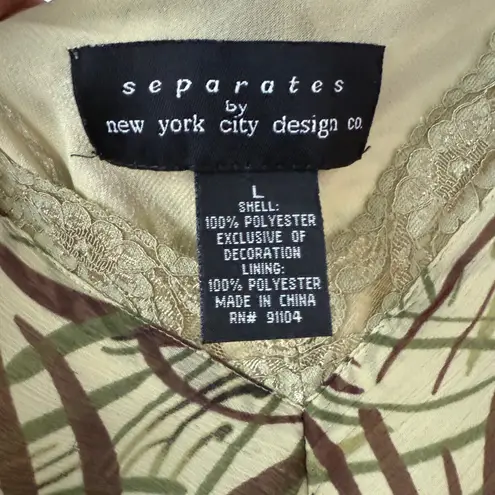 separates
by
new york city design co.
L
SHELL:
100% POLYESTER
EXCLUSIVE OF
DECORATION
LINING:
100% POLYESTER
MADE IN CHINA
RN# 91104